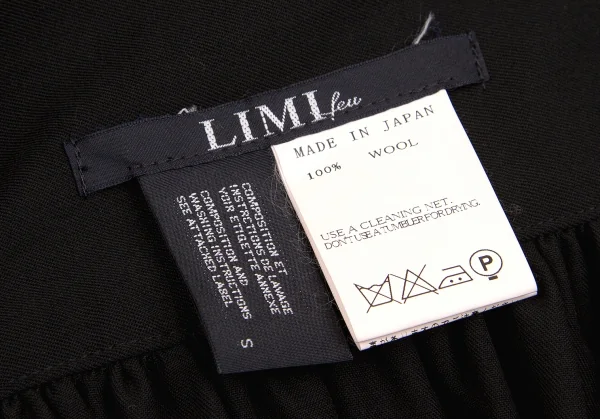 LIMI feu
MADE IN JAPAN
100% WOOL
USE A CLEANING NET.
DON'T USE A TUMBLER FOR DRYING.
P
COMPOSITION ET
INSTRUCTIONS DE LAVAGE
VOIR ETIQUETTE ANNEXE
COMPOSITION AND
WASHING INSTRUCTIONS
SEE ATTACHED LABEL
S